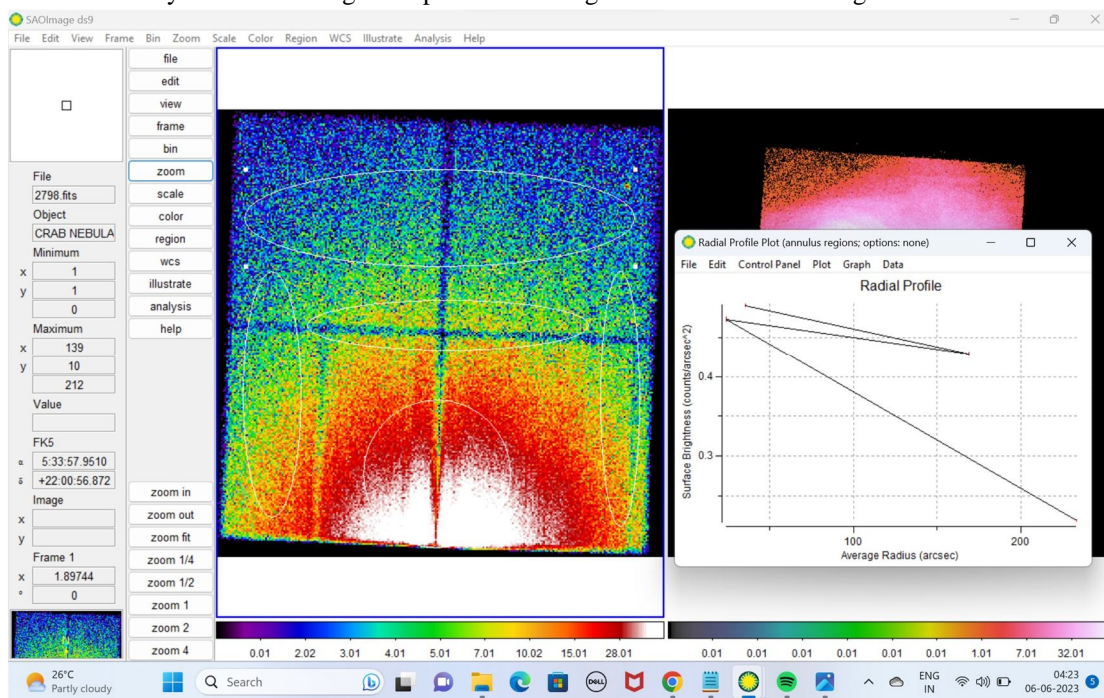 SAOImage ds9
File Edit View Frame Bin Zoom Scale Color Region WCS Illustrate Analysis Help
file
edit
view
frame
bin
zoom
scale
color
region
wcs
illustrate
analysis
help
File
2798.fits
Object
CRAB NEBULA
Minimum
x 1
y 1
0
Maximum
x 139
y 10
212
Value
FK5
α 5:33:57.9510
δ +22:00:56.872
Image
x
y
Frame 1
x 1.89744
° 0
zoom in
zoom out
zoom fit
zoom 1/4
zoom 1/2
zoom 1
zoom 2
zoom 4
Radial Profile Plot (annulus regions; options: none)
File Edit Control Panel Plot Graph Data
Radial Profile
Surface Brightness (counts/arcsec^2)
0.4
0.3
100 200
Average Radius (arcsec)
0.01 2.02 3.01 4.01 5.01 7.01 10.02 15.01 28.01
0.01 0.01 0.01 0.01 0.01 0.01 1.01 7.01 32.01
26°C
Partly cloudy
Search
DELL
ENG
IN
04:23
06-06-2023
5